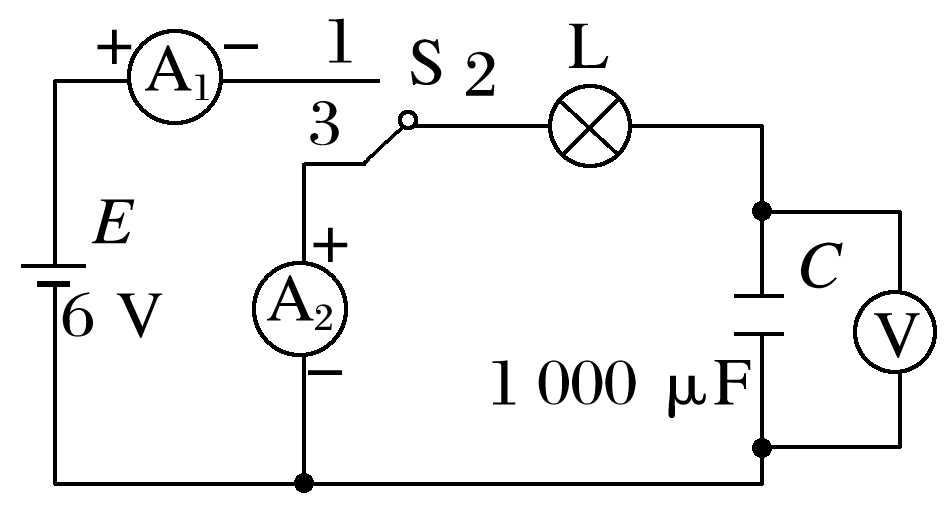 + A1 − 1 S 2 L
3
E
6 V
+ A2 −
C
V
1 000 μF